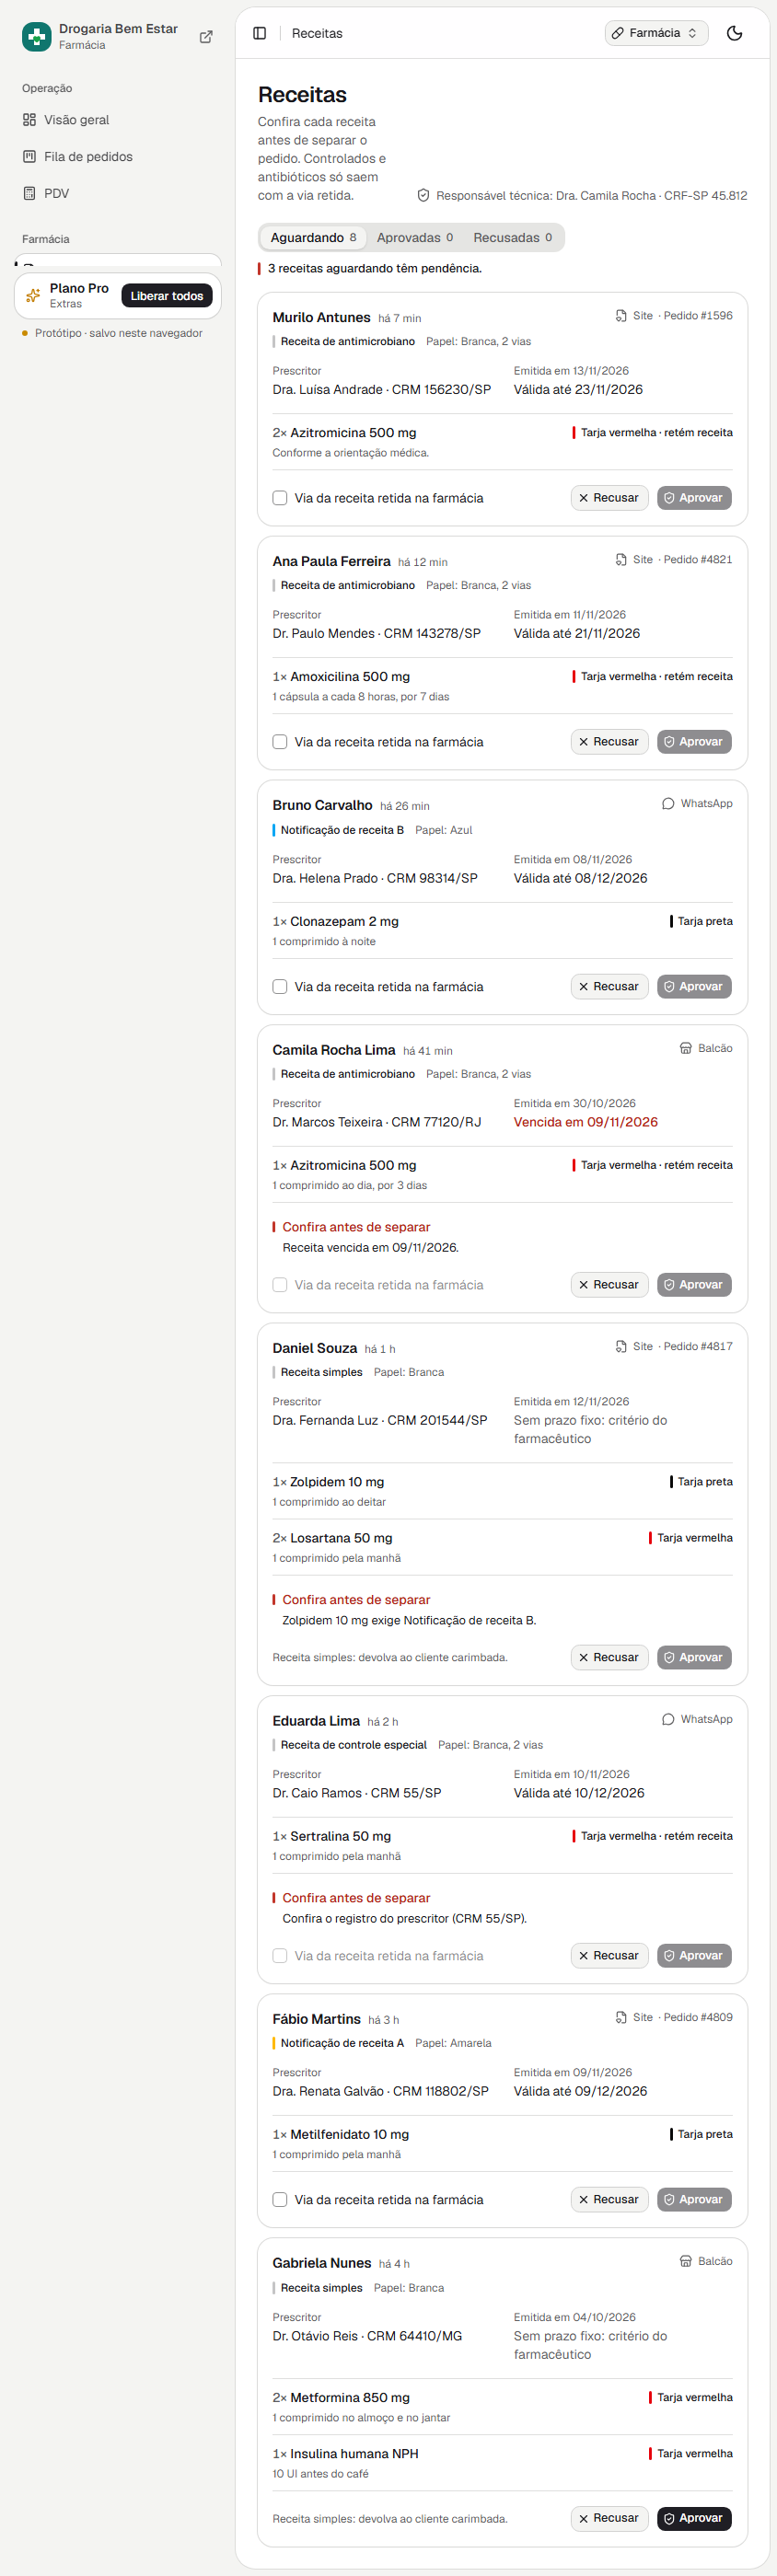 Drogaria Bem Estar
Farmácia
Operação
Visão geral
Fila de pedidos
PDV
Farmácia
Plano Pro
Extras
Liberar todos
Protótipo · salvo neste navegador
Receitas
Farmácia
Receitas
Confira cada receita
antes de separar o
pedido. Controlados e
antibióticos só saem
com a via retida.
Responsável técnica: Dra. Camila Rocha · CRF-SP 45.812
Aguardando 8 Aprovadas 0 Recusadas 0
3 receitas aguardando têm pendência.
Murilo Antunes há 7 min
Site · Pedido #1596
Receita de antimicrobiano Papel: Branca, 2 vias
Prescritor
Emitida em 13/11/2026
Dra. Luísa Andrade · CRM 156230/SP
Válida até 23/11/2026
2× Azitromicina 500 mg
Tarja vermelha · retém receita
Conforme a orientação médica.
Via da receita retida na farmácia
Recusar
Aprovar
Ana Paula Ferreira há 12 min
Site · Pedido #4821
Receita de antimicrobiano Papel: Branca, 2 vias
Prescritor
Emitida em 11/11/2026
Dr. Paulo Mendes · CRM 143278/SP
Válida até 21/11/2026
1× Amoxicilina 500 mg
Tarja vermelha · retém receita
1 cápsula a cada 8 horas, por 7 dias
Via da receita retida na farmácia
Recusar
Aprovar
Bruno Carvalho há 26 min
WhatsApp
Notificação de receita B Papel: Azul
Prescritor
Emitida em 08/11/2026
Dra. Helena Prado · CRM 98314/SP
Válida até 08/12/2026
1× Clonazepam 2 mg
Tarja preta
1 comprimido à noite
Via da receita retida na farmácia
Recusar
Aprovar
Camila Rocha Lima há 41 min
Balcão
Receita de antimicrobiano Papel: Branca, 2 vias
Prescritor
Emitida em 30/10/2026
Dr. Marcos Teixeira · CRM 77120/RJ
Vencida em 09/11/2026
1× Azitromicina 500 mg
Tarja vermelha · retém receita
1 comprimido ao dia, por 3 dias
Confira antes de separar
Receita vencida em 09/11/2026.
Via da receita retida na farmácia
Recusar
Aprovar
Daniel Souza há 1 h
Site · Pedido #4817
Receita simples Papel: Branca
Prescritor
Emitida em 12/11/2026
Dra. Fernanda Luz · CRM 201544/SP
Sem prazo fixo: critério do
farmacêutico
1× Zolpidem 10 mg
Tarja preta
1 comprimido ao deitar
2× Losartana 50 mg
Tarja vermelha
1 comprimido pela manhã
Confira antes de separar
Zolpidem 10 mg exige Notificação de receita B.
Receita simples: devolva ao cliente carimbada.
Recusar
Aprovar
Eduarda Lima há 2 h
WhatsApp
Receita de controle especial Papel: Branca, 2 vias
Prescritor
Emitida em 10/11/2026
Dr. Caio Ramos · CRM 55/SP
Válida até 10/12/2026
1× Sertralina 50 mg
Tarja vermelha · retém receita
1 comprimido pela manhã
Confira antes de separar
Confira o registro do prescritor (CRM 55/SP).
Via da receita retida na farmácia
Recusar
Aprovar
Fábio Martins há 3 h
Site · Pedido #4809
Notificação de receita A Papel: Amarela
Prescritor
Emitida em 09/11/2026
Dra. Renata Galvão · CRM 118802/SP
Válida até 09/12/2026
1× Metilfenidato 10 mg
Tarja preta
1 comprimido pela manhã
Via da receita retida na farmácia
Recusar
Aprovar
Gabriela Nunes há 4 h
Balcão
Receita simples Papel: Branca
Prescritor
Emitida em 04/10/2026
Dr. Otávio Reis · CRM 64410/MG
Sem prazo fixo: critério do
farmacêutico
2× Metformina 850 mg
Tarja vermelha
1 comprimido no almoço e no jantar
1× Insulina humana NPH
Tarja vermelha
10 UI antes do café
Receita simples: devolva ao cliente carimbada.
Recusar
Aprovar